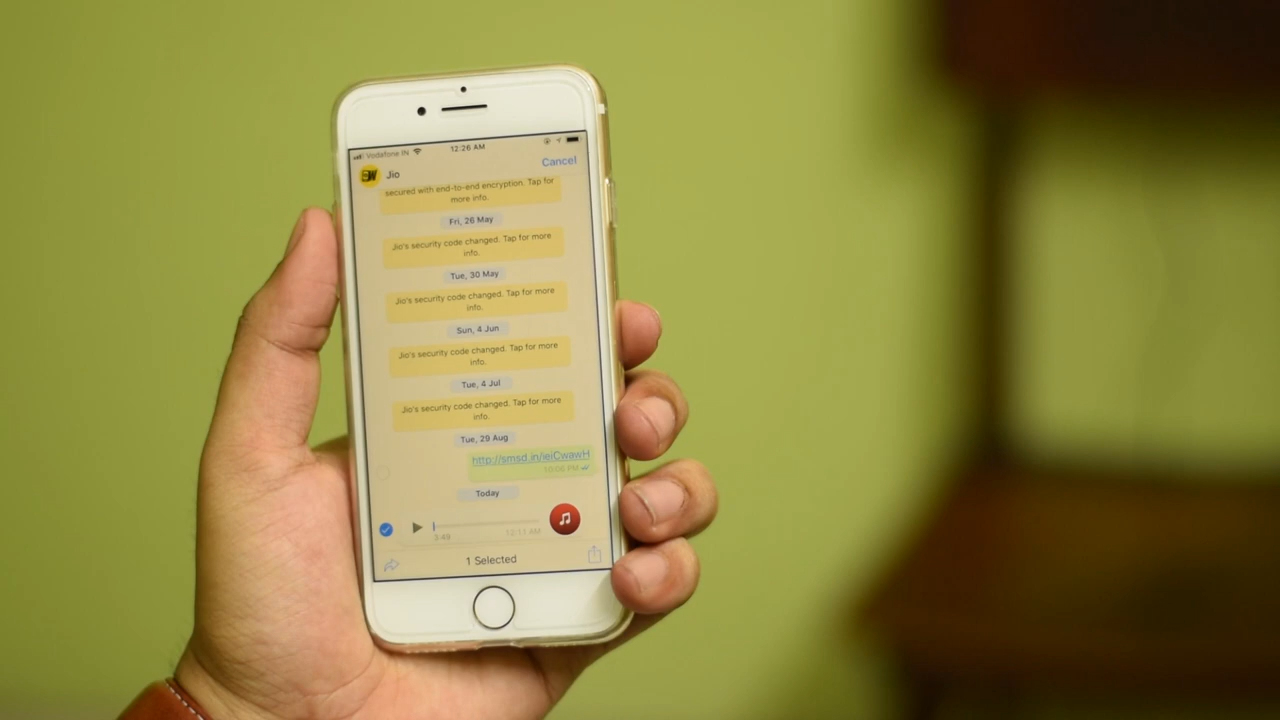 Vodafone IN 12:26 AM
Jio Cancel
secured with end-to-end encryption. Tap for
more info.
Fri, 26 May
Jio's security code changed. Tap for more
info.
Tue, 30 May
Jio's security code changed. Tap for more
info.
Sun, 4 Jun
Jio's security code changed. Tap for more
info.
Tue, 4 Jul
Jio's security code changed. Tap for more
info.
Tue, 29 Aug
http://smsd.in/ieiCwawH
10:06 PM
Today
3:49 12:11 AM
1 Selected